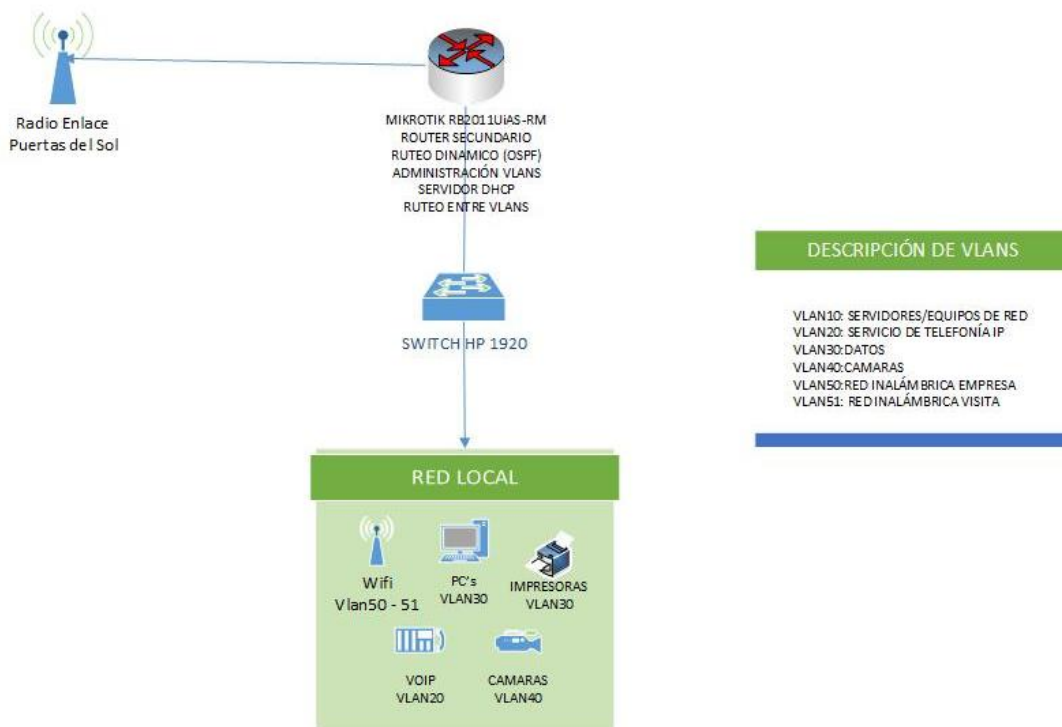 Radio Enlace
Puertas del Sol
MIKROTIK RB2011UiAS-RM
ROUTER SECUNDARIO
RUTEO DINAMICO (OSPF)
ADMINISTRACIÓN VLANS
SERVIDOR DHCP
RUTEO ENTRE VLANS
SWITCH HP 1920
DESCRIPCIÓN DE VLANS
VLAN10: SERVIDORES/EQUIPOS DE RED
VLAN20: SERVICIO DE TELEFONÍA IP
VLAN30:DATOS
VLAN40:CAMARAS
VLAN50:RED INALÁMBRICA EMPRESA
VLAN51: RED INALÁMBRICA VISITA
RED LOCAL
Wifi
Vlan50 - 51
PC's
VLAN30
IMPRESORAS
VLAN30
VOIP
VLAN20
CAMARAS
VLAN40